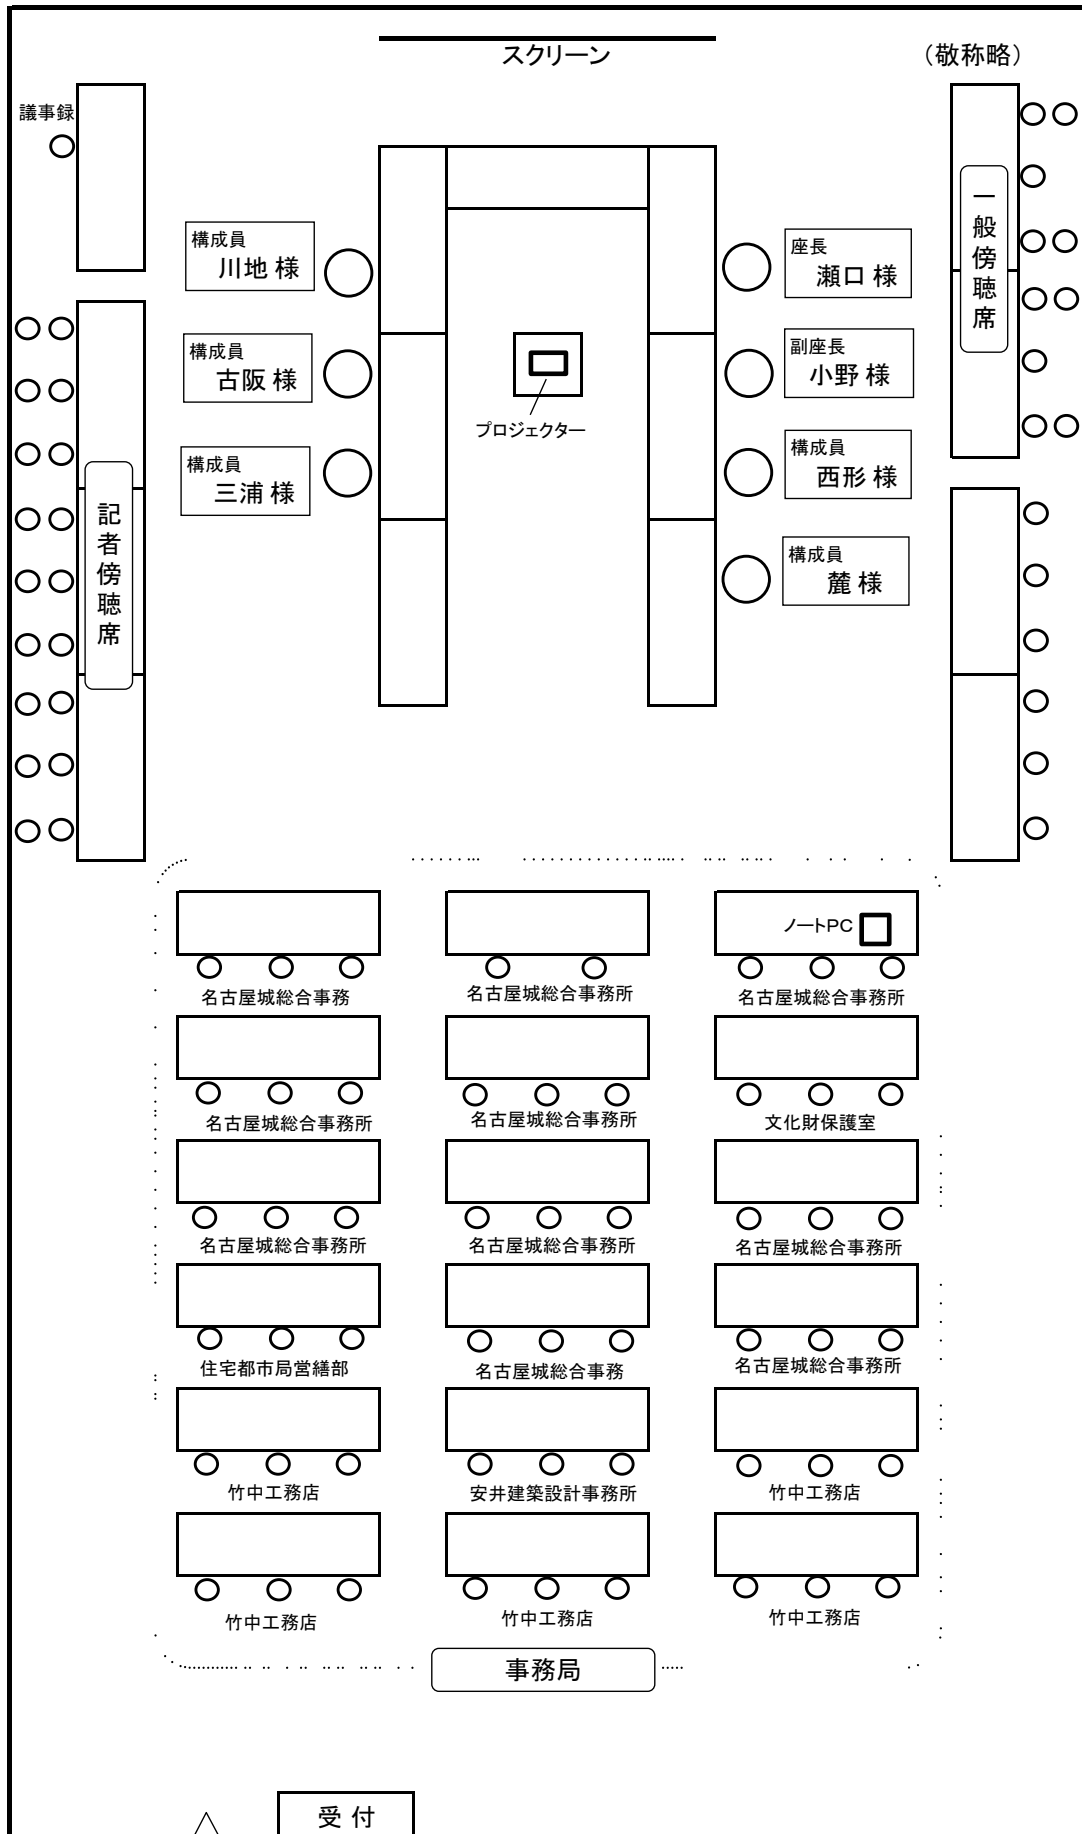 スクリーン
（敬称略）
議事録
構成員
川地 様
座長
瀬口 様
一般傍聴席
構成員
古阪 様
副座長
小野 様
プロジェクター
構成員
三浦 様
構成員
西形 様
記者傍聴席
構成員
麓 様
ノートPC
名古屋城総合事務
名古屋城総合事務所
名古屋城総合事務所
名古屋城総合事務所
名古屋城総合事務所
文化財保護室
名古屋城総合事務所
名古屋城総合事務所
名古屋城総合事務所
住宅都市局営繕部
名古屋城総合事務
名古屋城総合事務所
竹中工務店
安井建築設計事務所
竹中工務店
竹中工務店
竹中工務店
竹中工務店
事務局
受 付